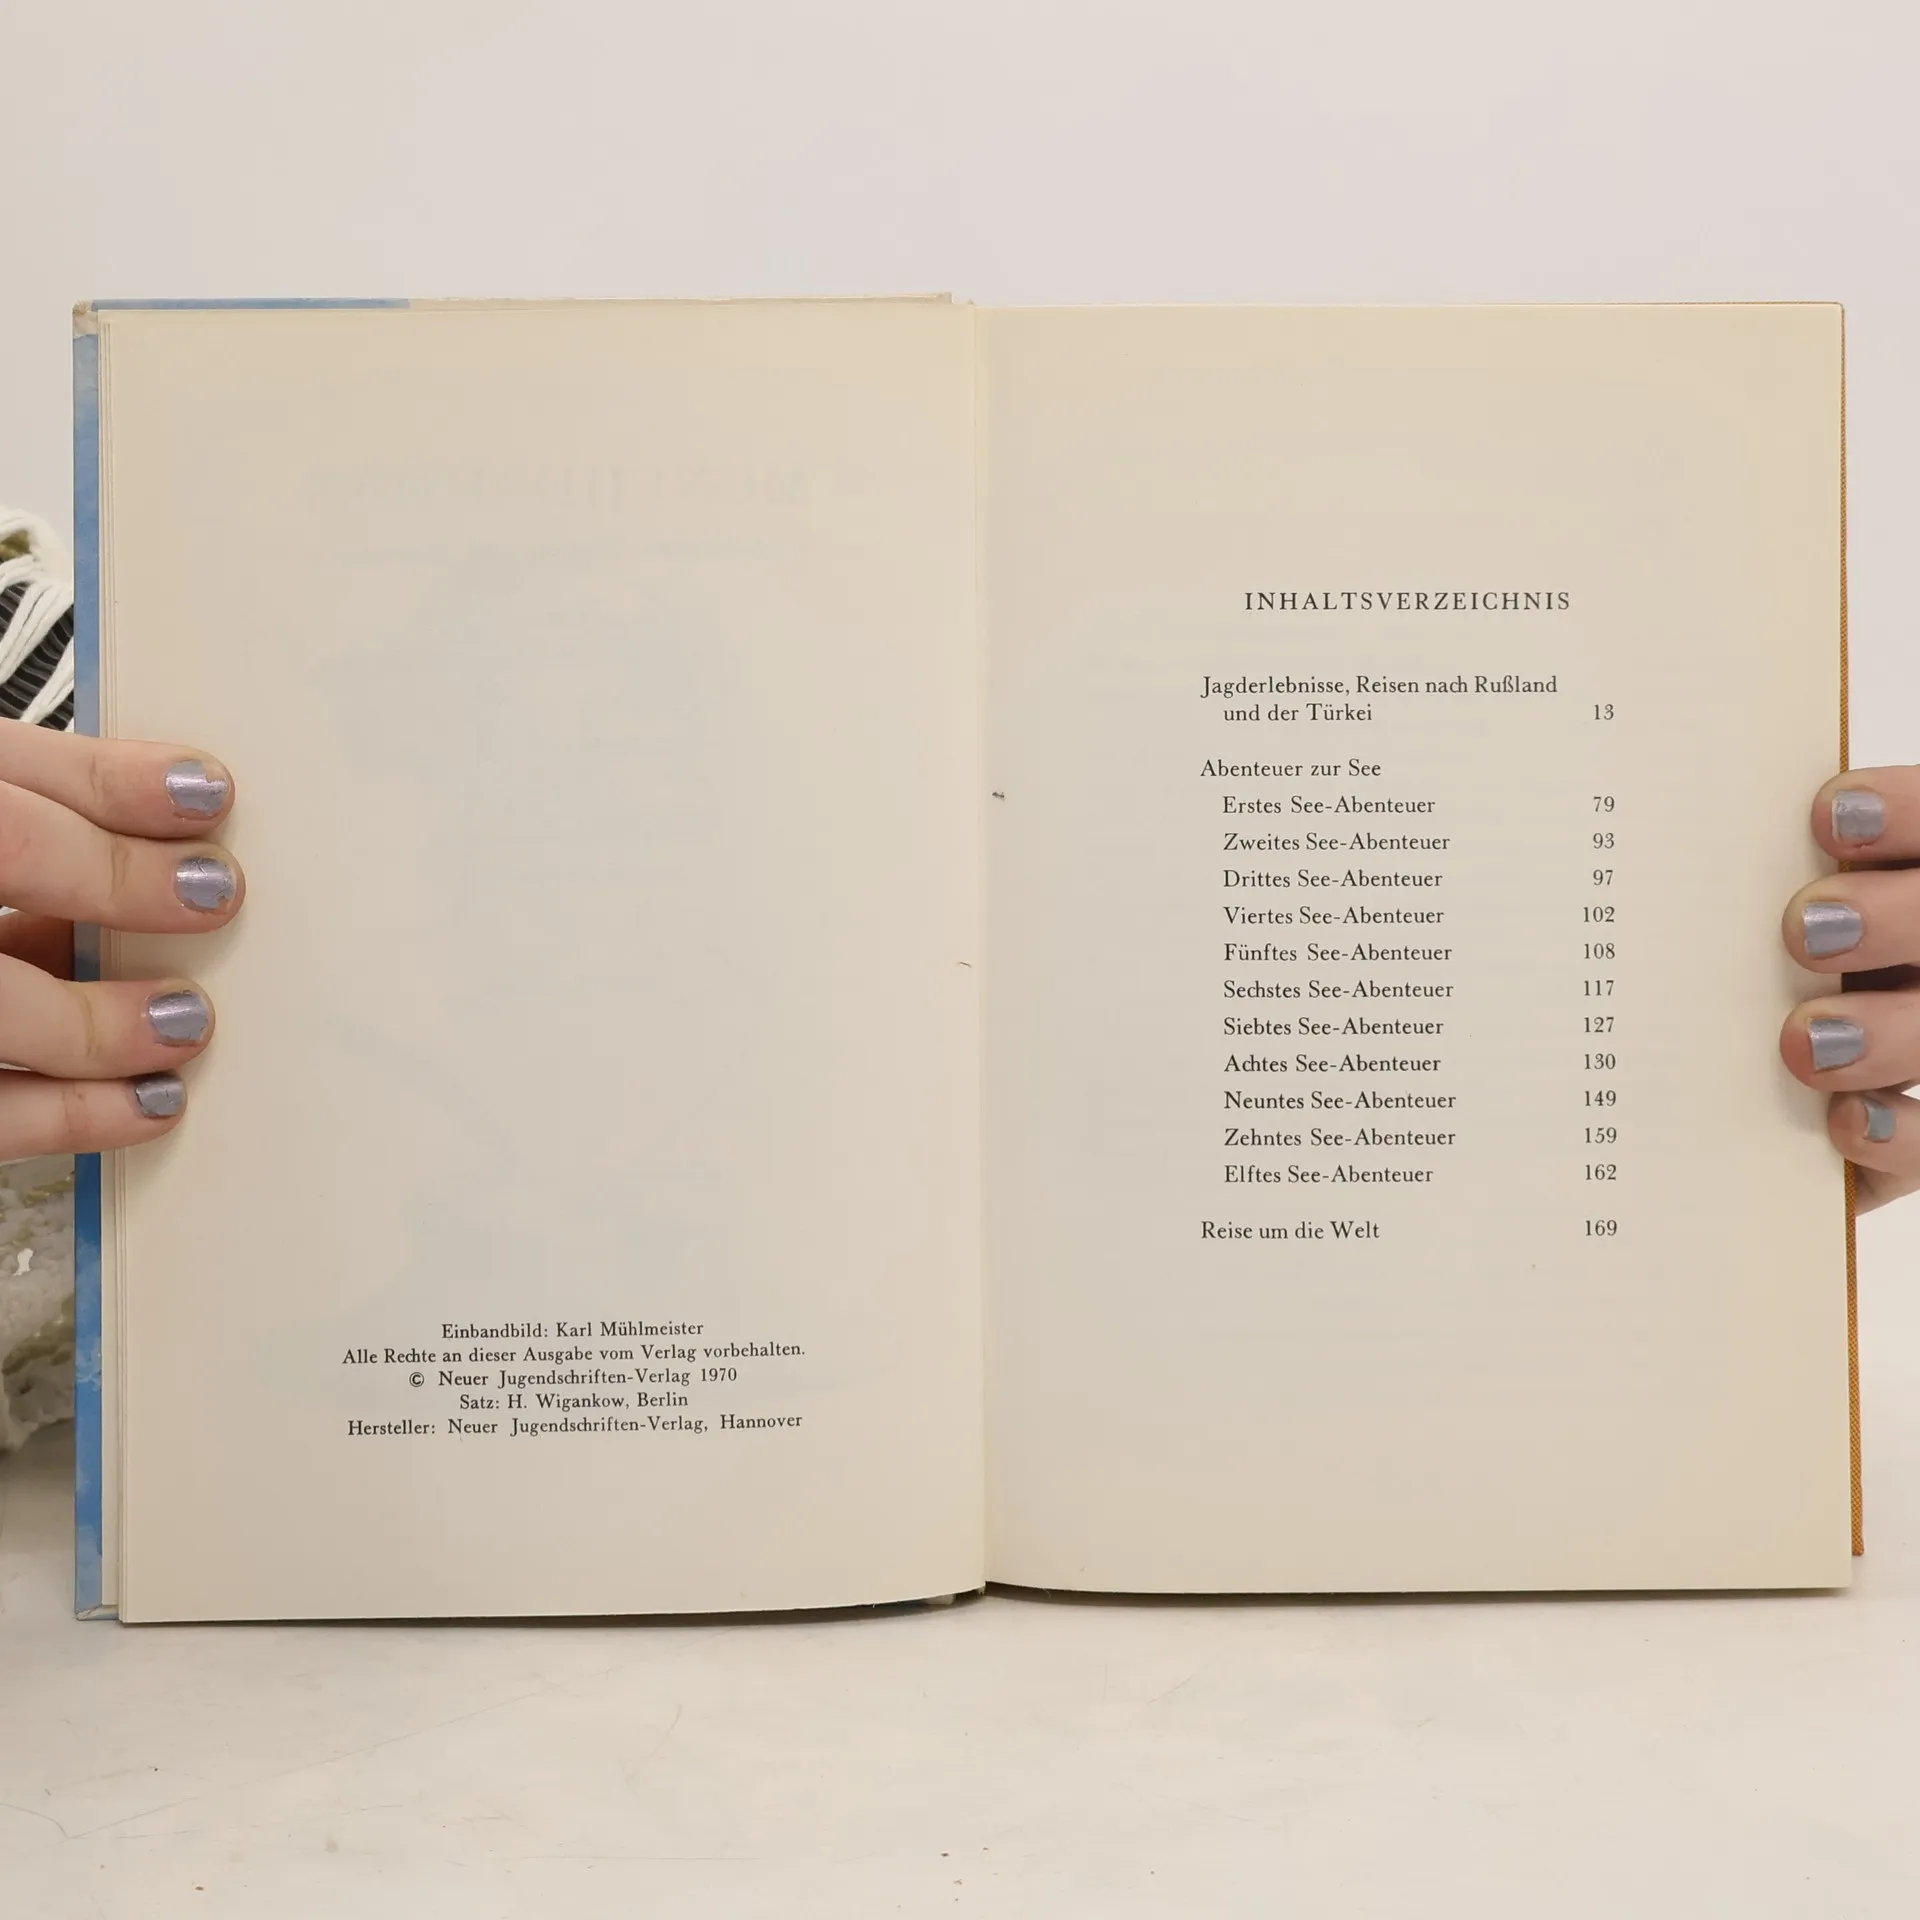 Einbandbild: Karl Mühlmeister
Alle Rechte an dieser Ausgabe vom Verlag vorbehalten.
© Neuer Jugendschriften-Verlag 1970
Satz: H. Wigankow, Berlin
Hersteller: Neuer Jugendschriften-Verlag, Hannover
INHALTSVERZEICHNIS
Jagderlebnisse, Reisen nach Rußland
und der Türkei 13
Abenteuer zur See
Erstes See-Abenteuer 79
Zweites See-Abenteuer 93
Drittes See-Abenteuer 97
Viertes See-Abenteuer 102
Fünftes See-Abenteuer 108
Sechstes See-Abenteuer 117
Siebtes See-Abenteuer 127
Achtes See-Abenteuer 130
Neuntes See-Abenteuer 149
Zehntes See-Abenteuer 159
Elftes See-Abenteuer 162
Reise um die Welt 169